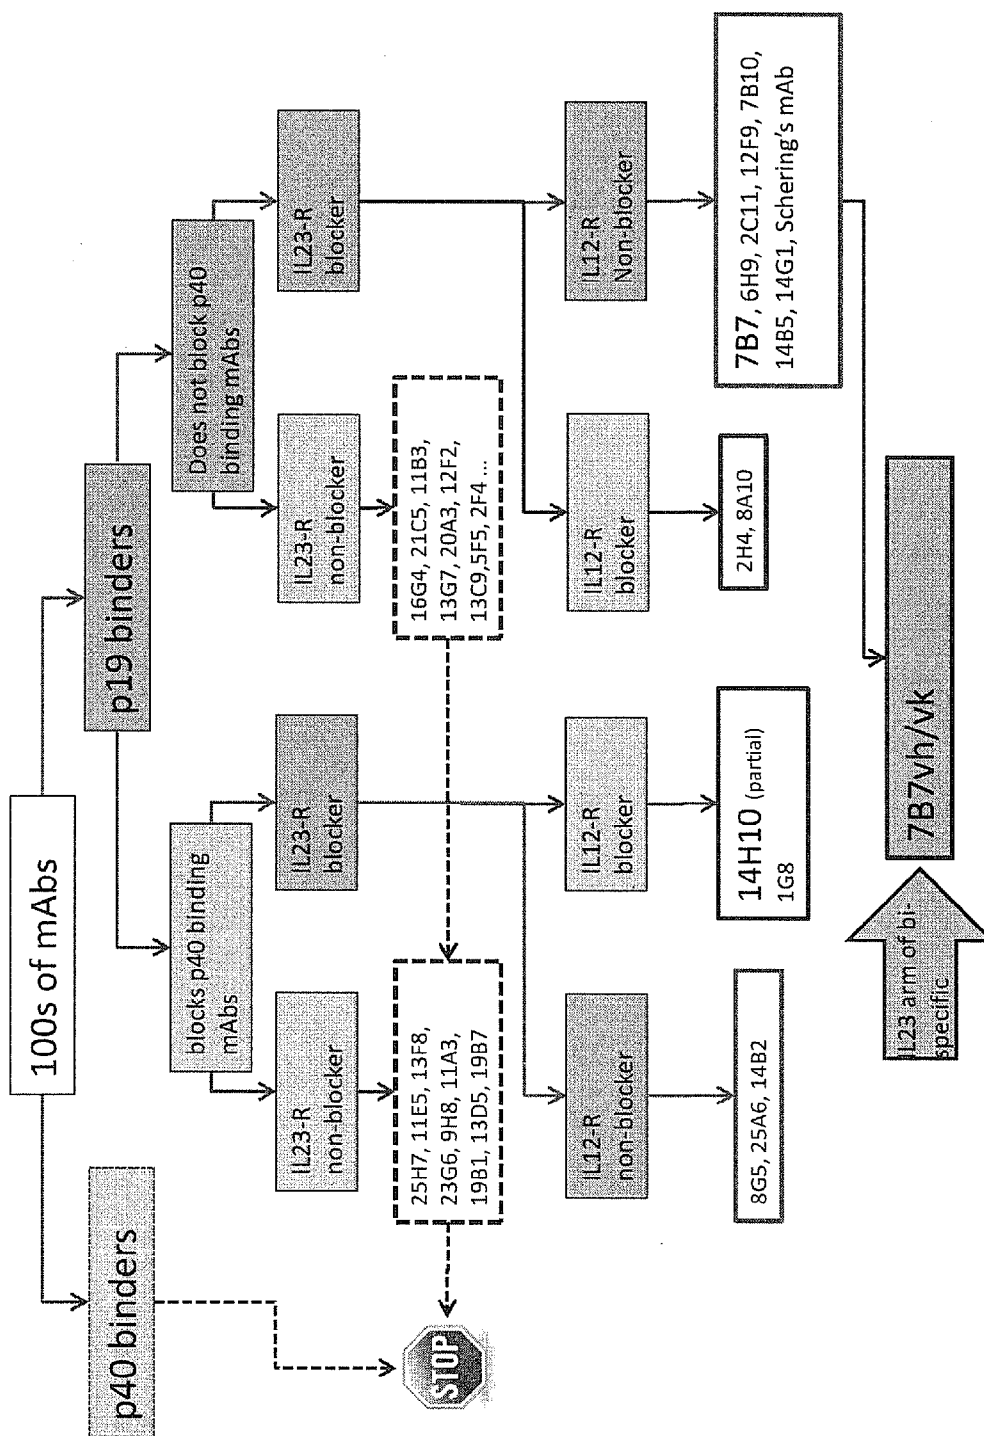 100s of mAbs
p40 binders
p19 binders
blocks p40 binding
mAbs
Does not block p40
binding mAbs
IL23-R
non-blocker
IL23-R
blocker
IL23-R
non-blocker
IL23-R
blocker
STOP
25H7, 11E5, 13F8,
23G6, 9H8, 11A3,
19B1, 13D5, 19B7
16G4, 21C5, 11B3,
13G7, 20A3, 12F2,
13C9,5F5, 2F4 ...
IL12-R
non-blocker
IL12-R
blocker
IL12-R
blocker
IL12-R
Non-blocker
8G5, 25A6, 14B2
14H10 (partial)
1G8
2H4, 8A10
7B7, 6H9, 2C11, 12F9, 7B10,
14B5, 14G1, Schering's mAb
IL23 arm of bi-
specific
7B7vh/vk